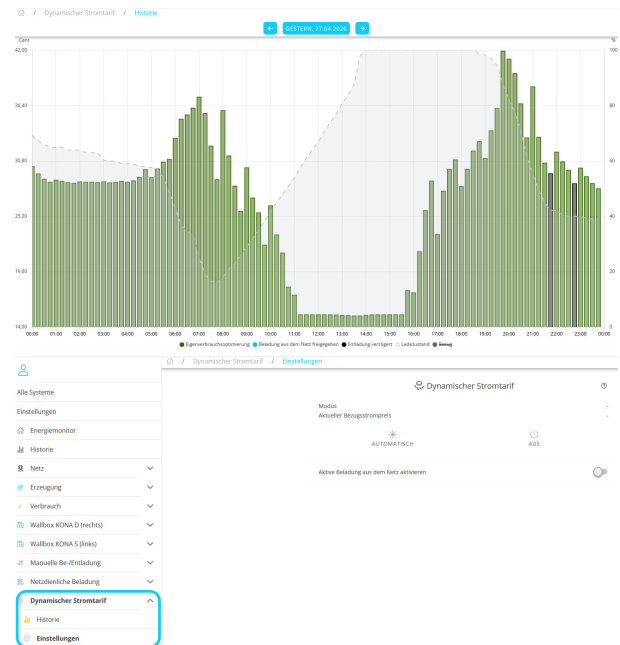 Dynamischer Stromtarif / Historie
← GESTERN, 27.04.2026 →
Cent %
42,00 100
36,40 80
30,80 60
25,20 40
19,60 20
14,00 0
00:00 01:00 02:00 03:00 04:00 05:00 06:00 07:00 08:00 09:00 10:00 11:00 12:00 13:00 14:00 15:00 16:00 17:00 18:00 19:00 20:00 21:00 22:00 23:00 00:00
Eigenverbrauchsoptimierung Beladung aus dem Netz freigegeben Entladung verzögert Ladezustand Bezug
/ Dynamischer Stromtarif / Einstellungen
Alle Systeme
Einstellungen
Energiemonitor
Historie
Netz
Erzeugung
Verbrauch
Wallbox KONA D (rechts)
Wallbox KONA S (links)
Manuelle Be-/Entladung
Netzdienliche Beladung
Dynamischer Stromtarif
Historie
Einstellungen
Dynamischer Stromtarif
Modus -
Aktueller Bezugsstrompreis -
AUTOMATISCH AUS
Aktive Beladung aus dem Netz aktivieren